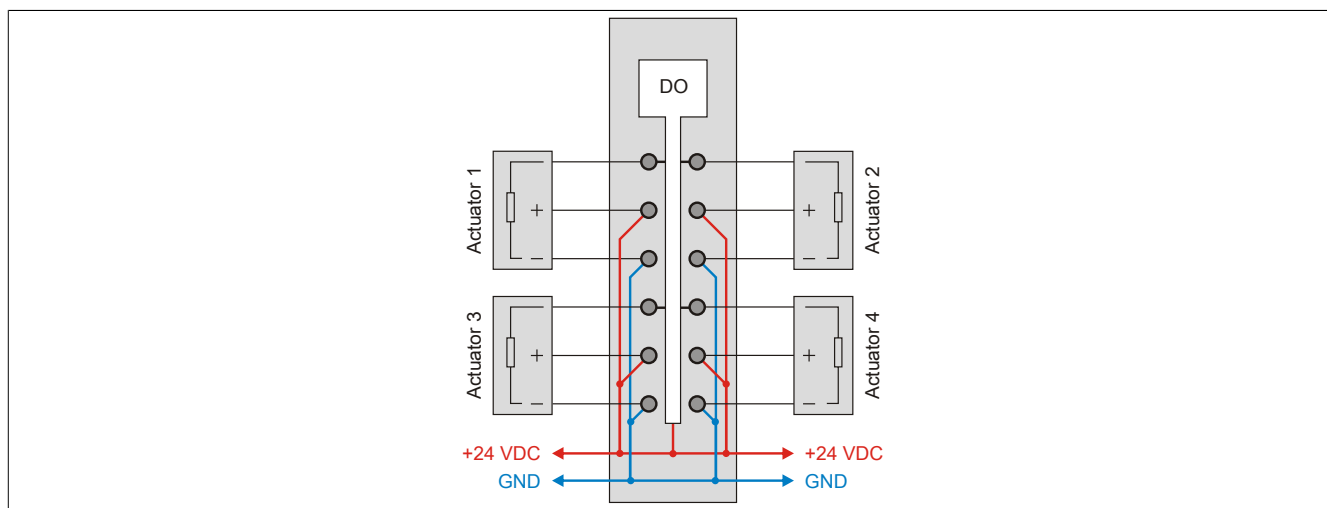 DO
Actuator 1
Actuator 2
+
+
−
−
Actuator 3
Actuator 4
+
+
−
−
+24 VDC
+24 VDC
GND
GND